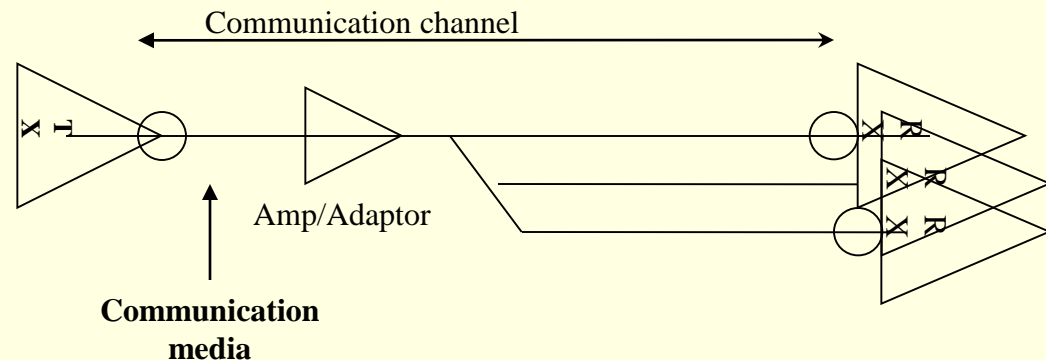 Communication channel
TX
RX
RX
RX
Amp/Adaptor
Communication
media